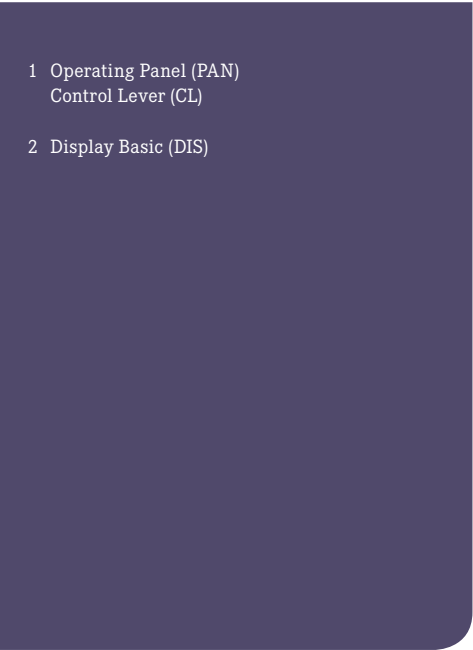 1 Operating Panel (PAN)
Control Lever (CL)
2 Display Basic (DIS)